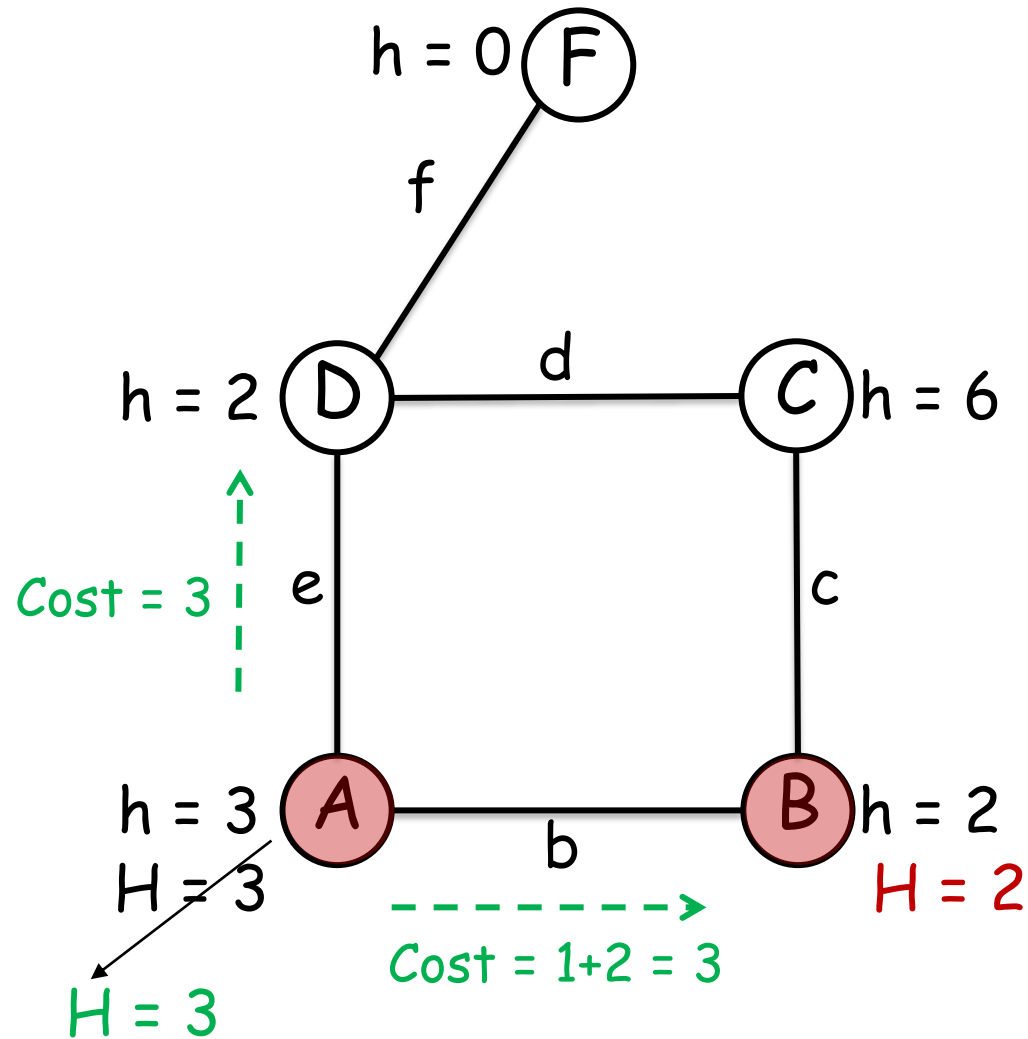 h = 0 F
f
d
h = 2 D C h = 6
Cost = 3 e c
h = 3 A B h = 2
b
H = 3 H = 2
Cost = 1+2 = 3
H = 3